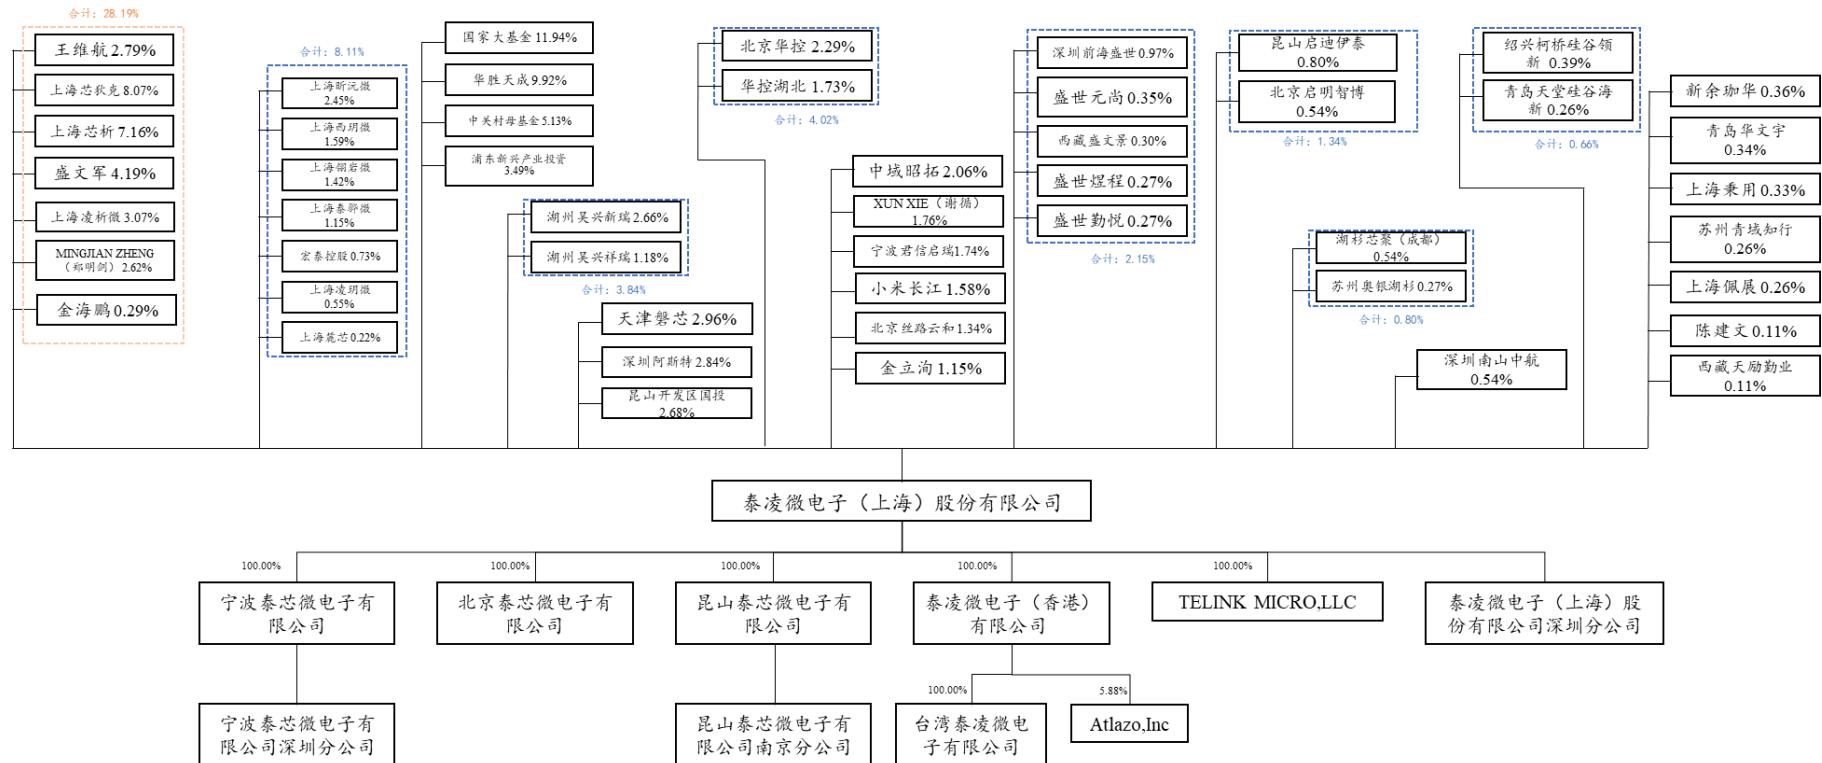 合计：28.19%
王维航 2.79%
上海芯狄克 8.07%
上海芯析 7.16%
盛文军 4.19%
上海凌析微 3.07%
MINGJIAN ZHENG
（郑明剑）2.62%
金海鹏 0.29%
合计：8.11%
上海昕沅微
2.45%
上海西玥微
1.59%
上海翎岩微
1.42%
上海泰骅微
1.15%
宏泰控股 0.73%
上海凌玥微
0.55%
上海麓芯 0.22%
国家大基金 11.94%
华胜天成 9.92%
中关村母基金 5.13%
浦东新兴产业投资
3.49%
湖州吴兴新瑞 2.66%
湖州吴兴祥瑞 1.18%
合计：3.84%
天津磐芯 2.96%
深圳阿斯特 2.84%
昆山开发区国投
2.68%
北京华控 2.29%
华控湖北 1.73%
合计：4.02%
中域昭拓 2.06%
XUN XIE（谢循）
1.76%
宁波君信启瑞1.74%
小米长江 1.58%
北京丝路云和1.34%
金立洵 1.15%
深圳前海盛世 0.97%
盛世元尚 0.35%
西藏盛文景 0.30%
盛世煜程 0.27%
盛世勤悦 0.27%
合计：2.15%
昆山启迪伊泰
0.80%
北京启明智博
0.54%
合计：1.34%
湖杉芯聚（成都）
0.54%
苏州奥银湖杉 0.27%
合计：0.80%
深圳南山中航
0.54%
绍兴柯桥硅谷领
新 0.39%
青岛天堂硅谷海
新 0.26%
合计：0.66%
新余珈华 0.36%
青岛华文宇
0.34%
上海秉用 0.33%
苏州青域知行
0.26%
上海佩展 0.26%
陈建文 0.11%
西藏天励勤业
0.11%
泰凌微电子（上海）股份有限公司
100.00%
100.00%
100.00%
100.00%
100.00%
宁波泰芯微电子有
限公司
北京泰芯微电子有
限公司
昆山泰芯微电子有
限公司
泰凌微电子（香港）
有限公司
TELINK MICRO,LLC
泰凌微电子（上海）股
份有限公司深圳分公司
100.00%
5.88%
宁波泰芯微电子有
限公司深圳分公司
昆山泰芯微电子有
限公司南京分公司
台湾泰凌微电
子有限公司
Atlazo,Inc